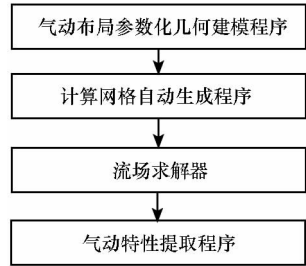 气动布局参数化几何建模程序
计算网格自动生成程序
流场求解器
气动特性提取程序